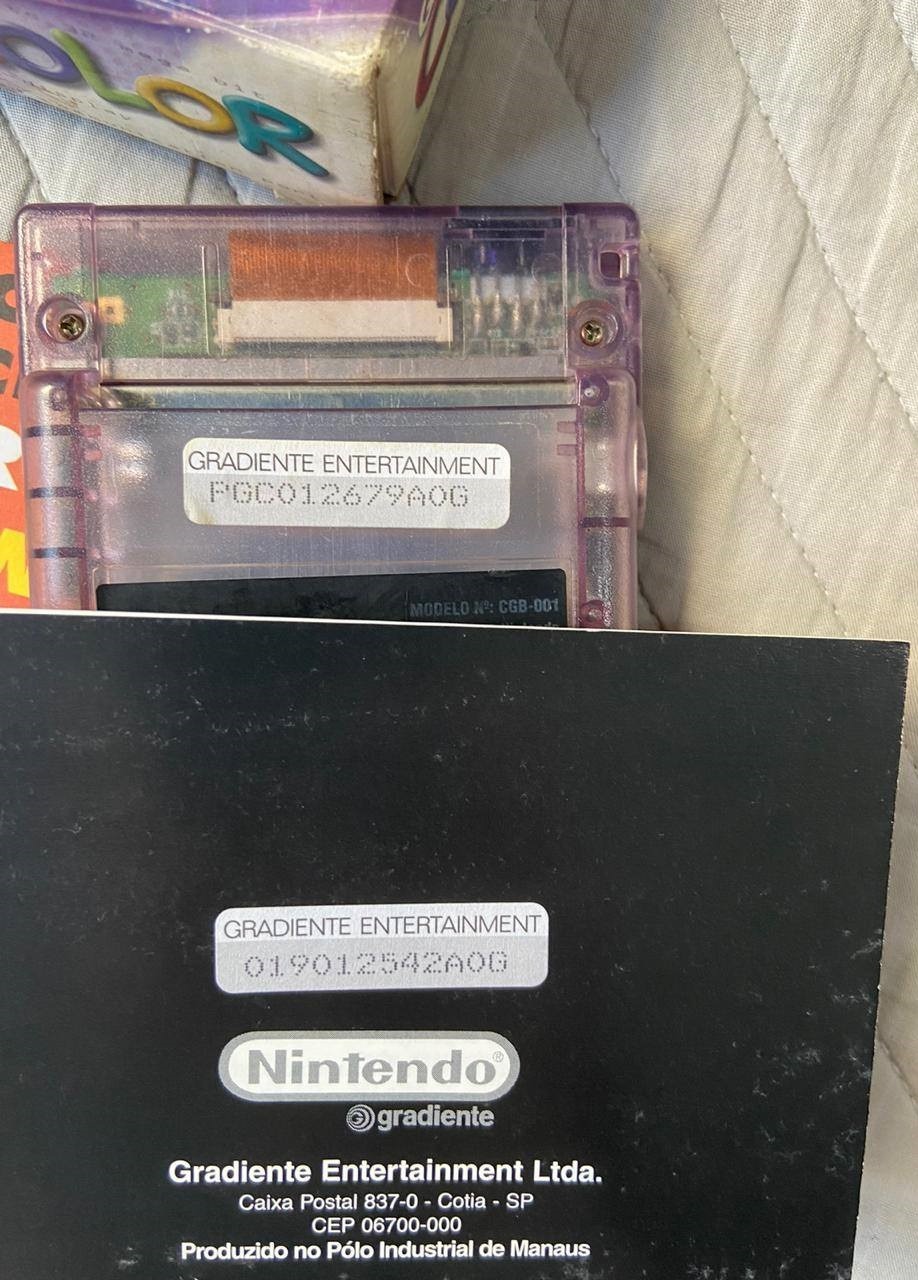 OLOR
GRADIENTE ENTERTAINMENT
PGC012679A0G
MODELO Nº: CGB-001
GRADIENTE ENTERTAINMENT
019012542A0G
Nintendo®
gradiente
Gradiente Entertainment Ltda.
Caixa Postal 837-0 - Cotia - SP
CEP 06700-000
Produzido no Pólo Industrial de Manaus